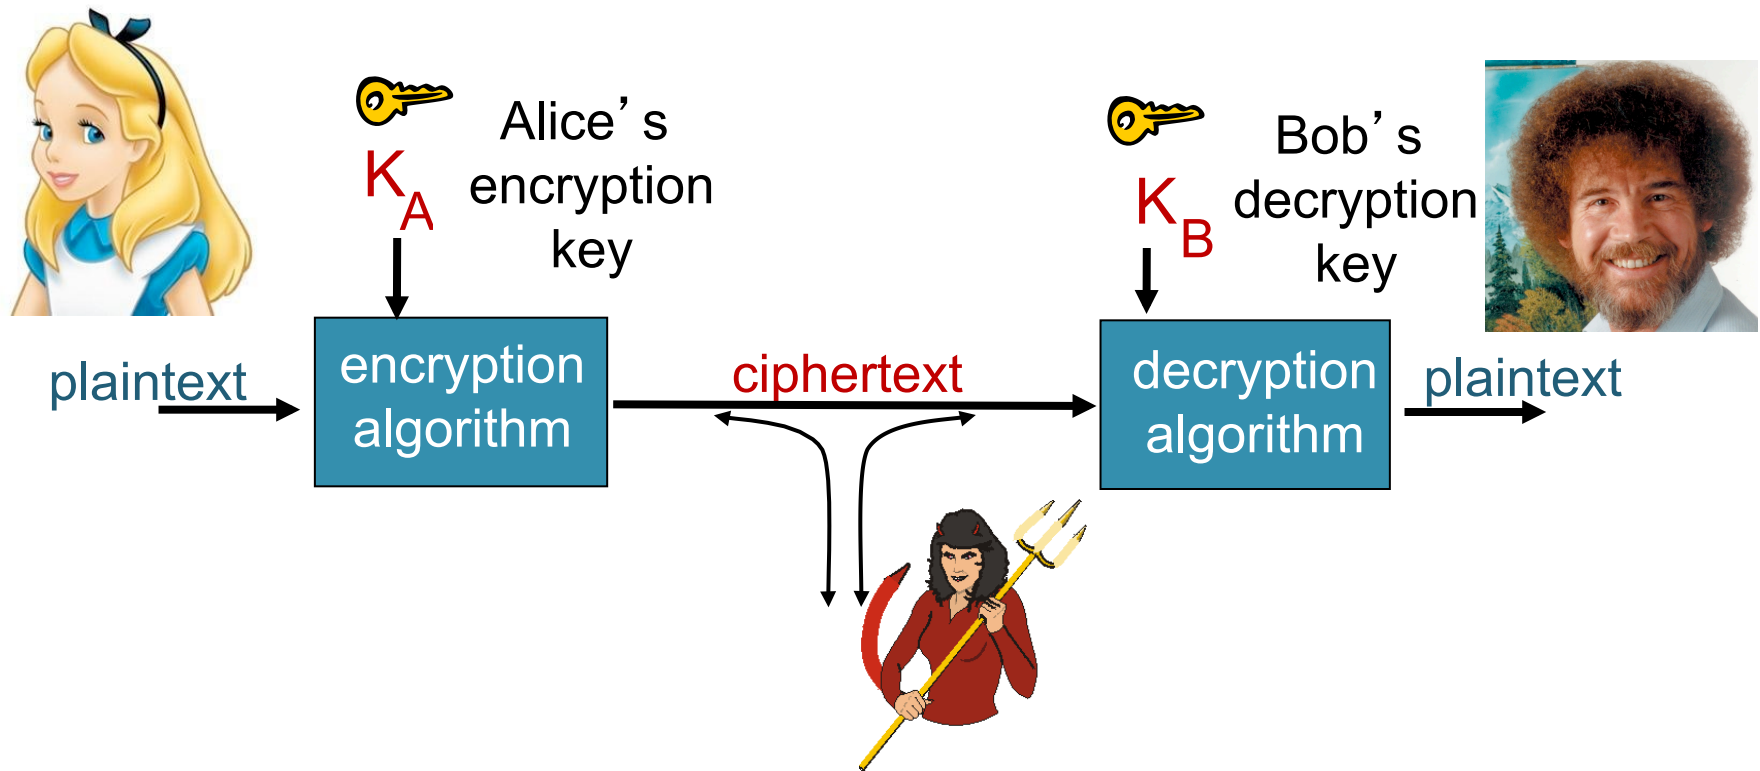 Alice’s
encryption
key
K_A
Bob’s
decryption
key
K_B
plaintext
encryption
algorithm
ciphertext
decryption
algorithm
plaintext